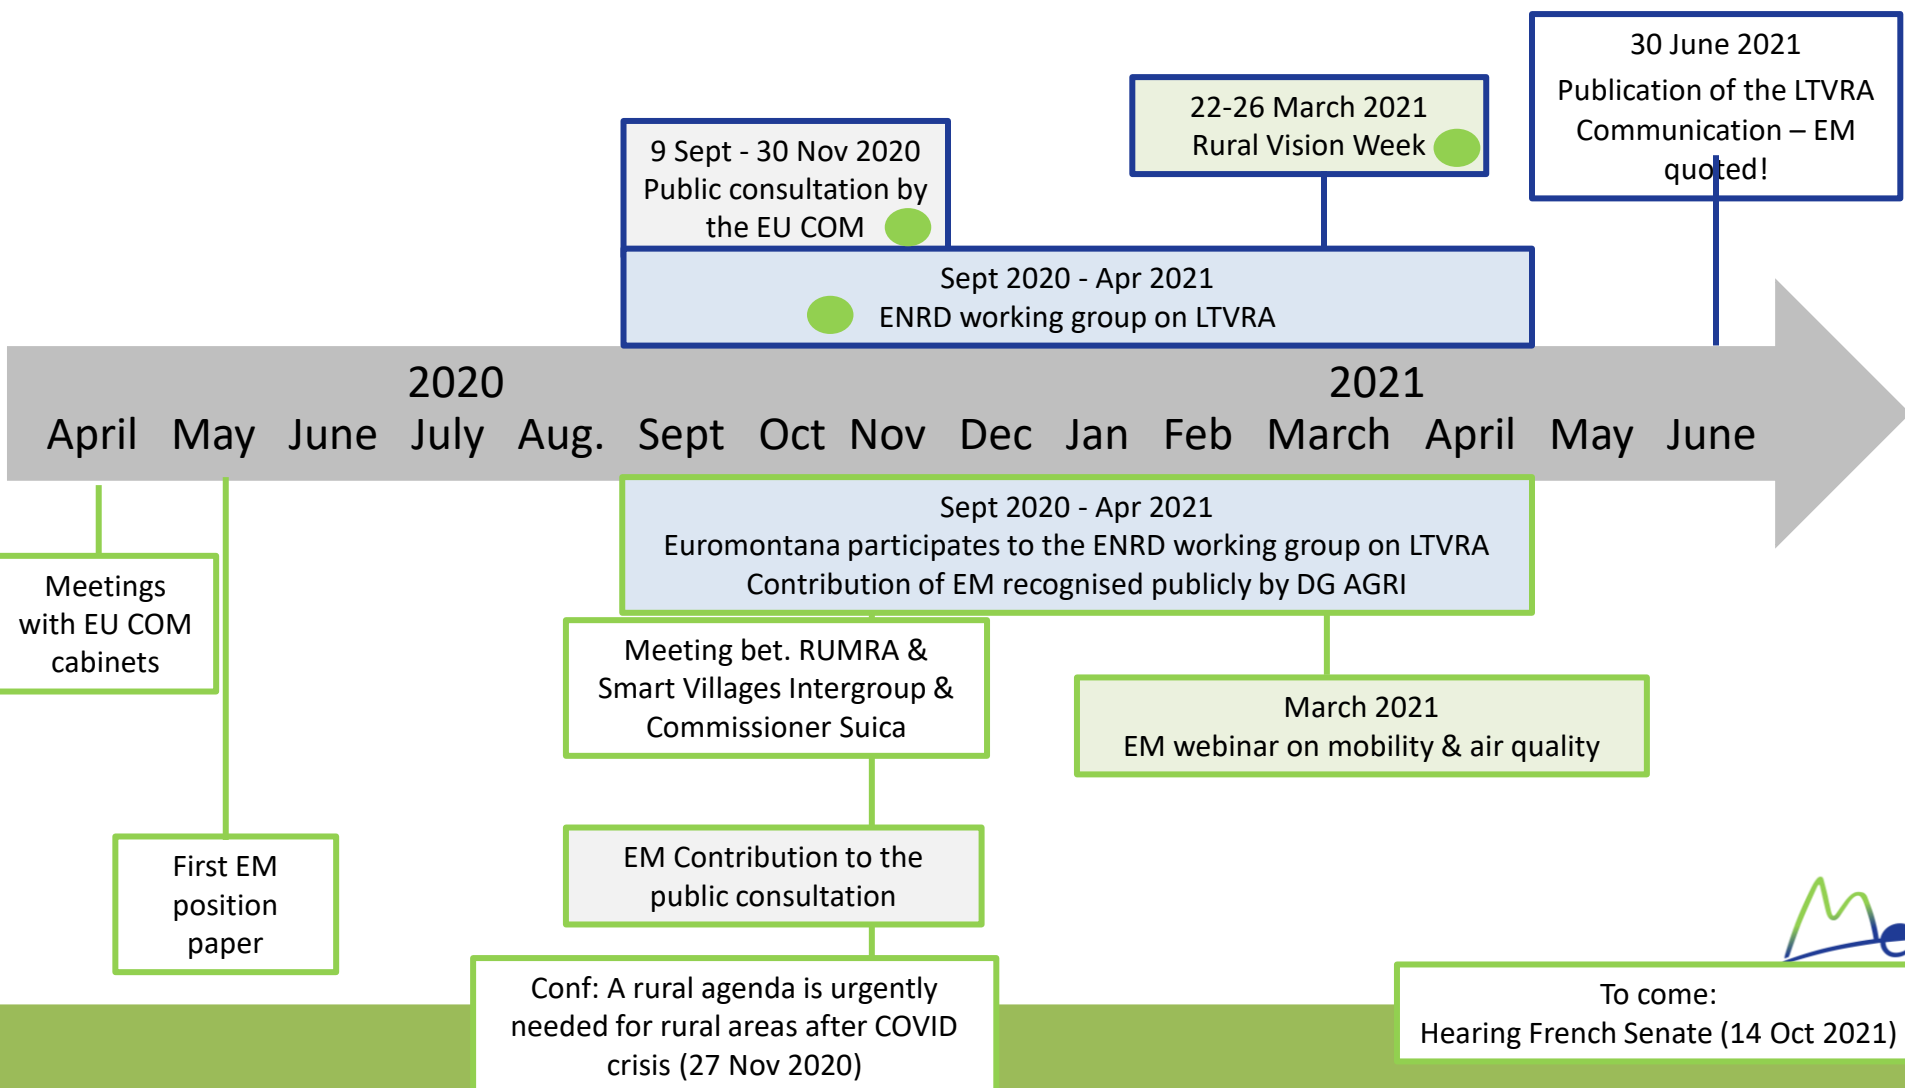 30 June 2021
Publication of the LTVRA
Communication – EM
quoted!
22-26 March 2021
Rural Vision Week
9 Sept - 30 Nov 2020
Public consultation by
the EU COM
Sept 2020 - Apr 2021
ENRD working group on LTVRA
2020
2021
April May June July Aug. Sept Oct Nov Dec Jan Feb March April May June
Sept 2020 - Apr 2021
Euromontana participates to the ENRD working group on LTVRA
Contribution of EM recognised publicly by DG AGRI
Meetings
with EU COM
cabinets
Meeting bet. RUMRA &
Smart Villages Intergroup &
Commissioner Suica
March 2021
EM webinar on mobility & air quality
First EM
position
paper
EM Contribution to the
public consultation
Conf: A rural agenda is urgently
needed for rural areas after COVID
crisis (27 Nov 2020)
To come:
Hearing French Senate (14 Oct 2021)